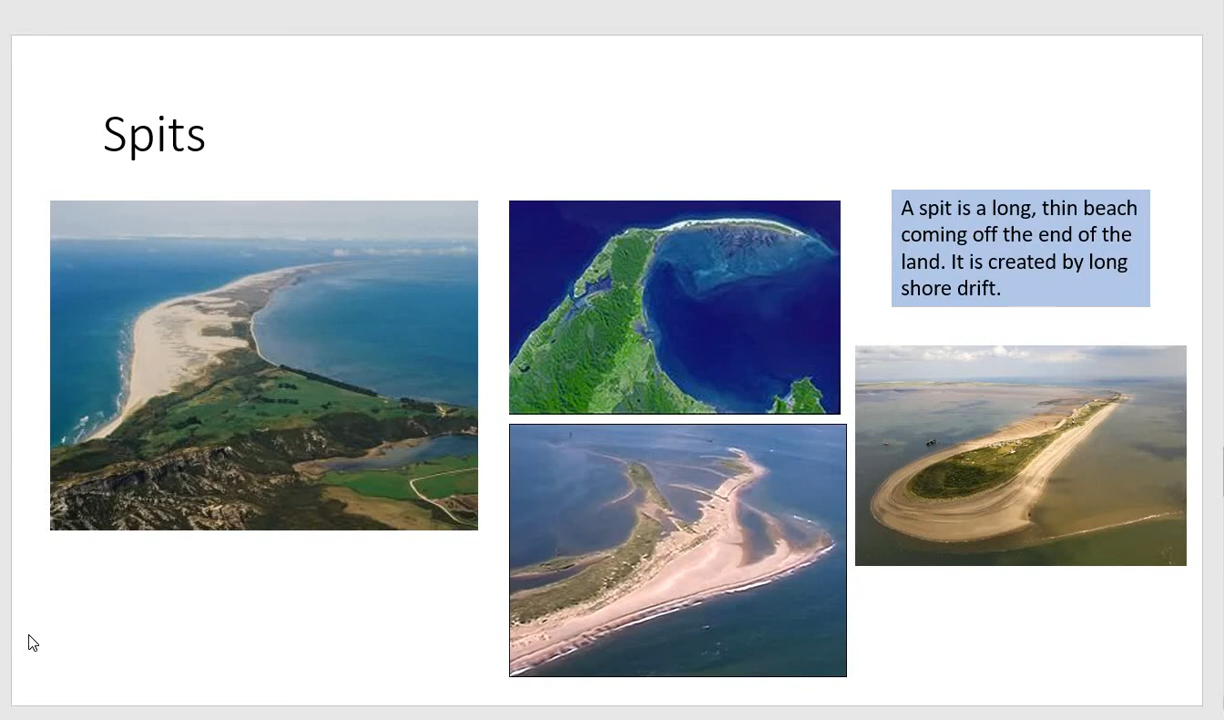 Spits
A spit is a long, thin beach
coming off the end of the
land. It is created by long
shore drift.